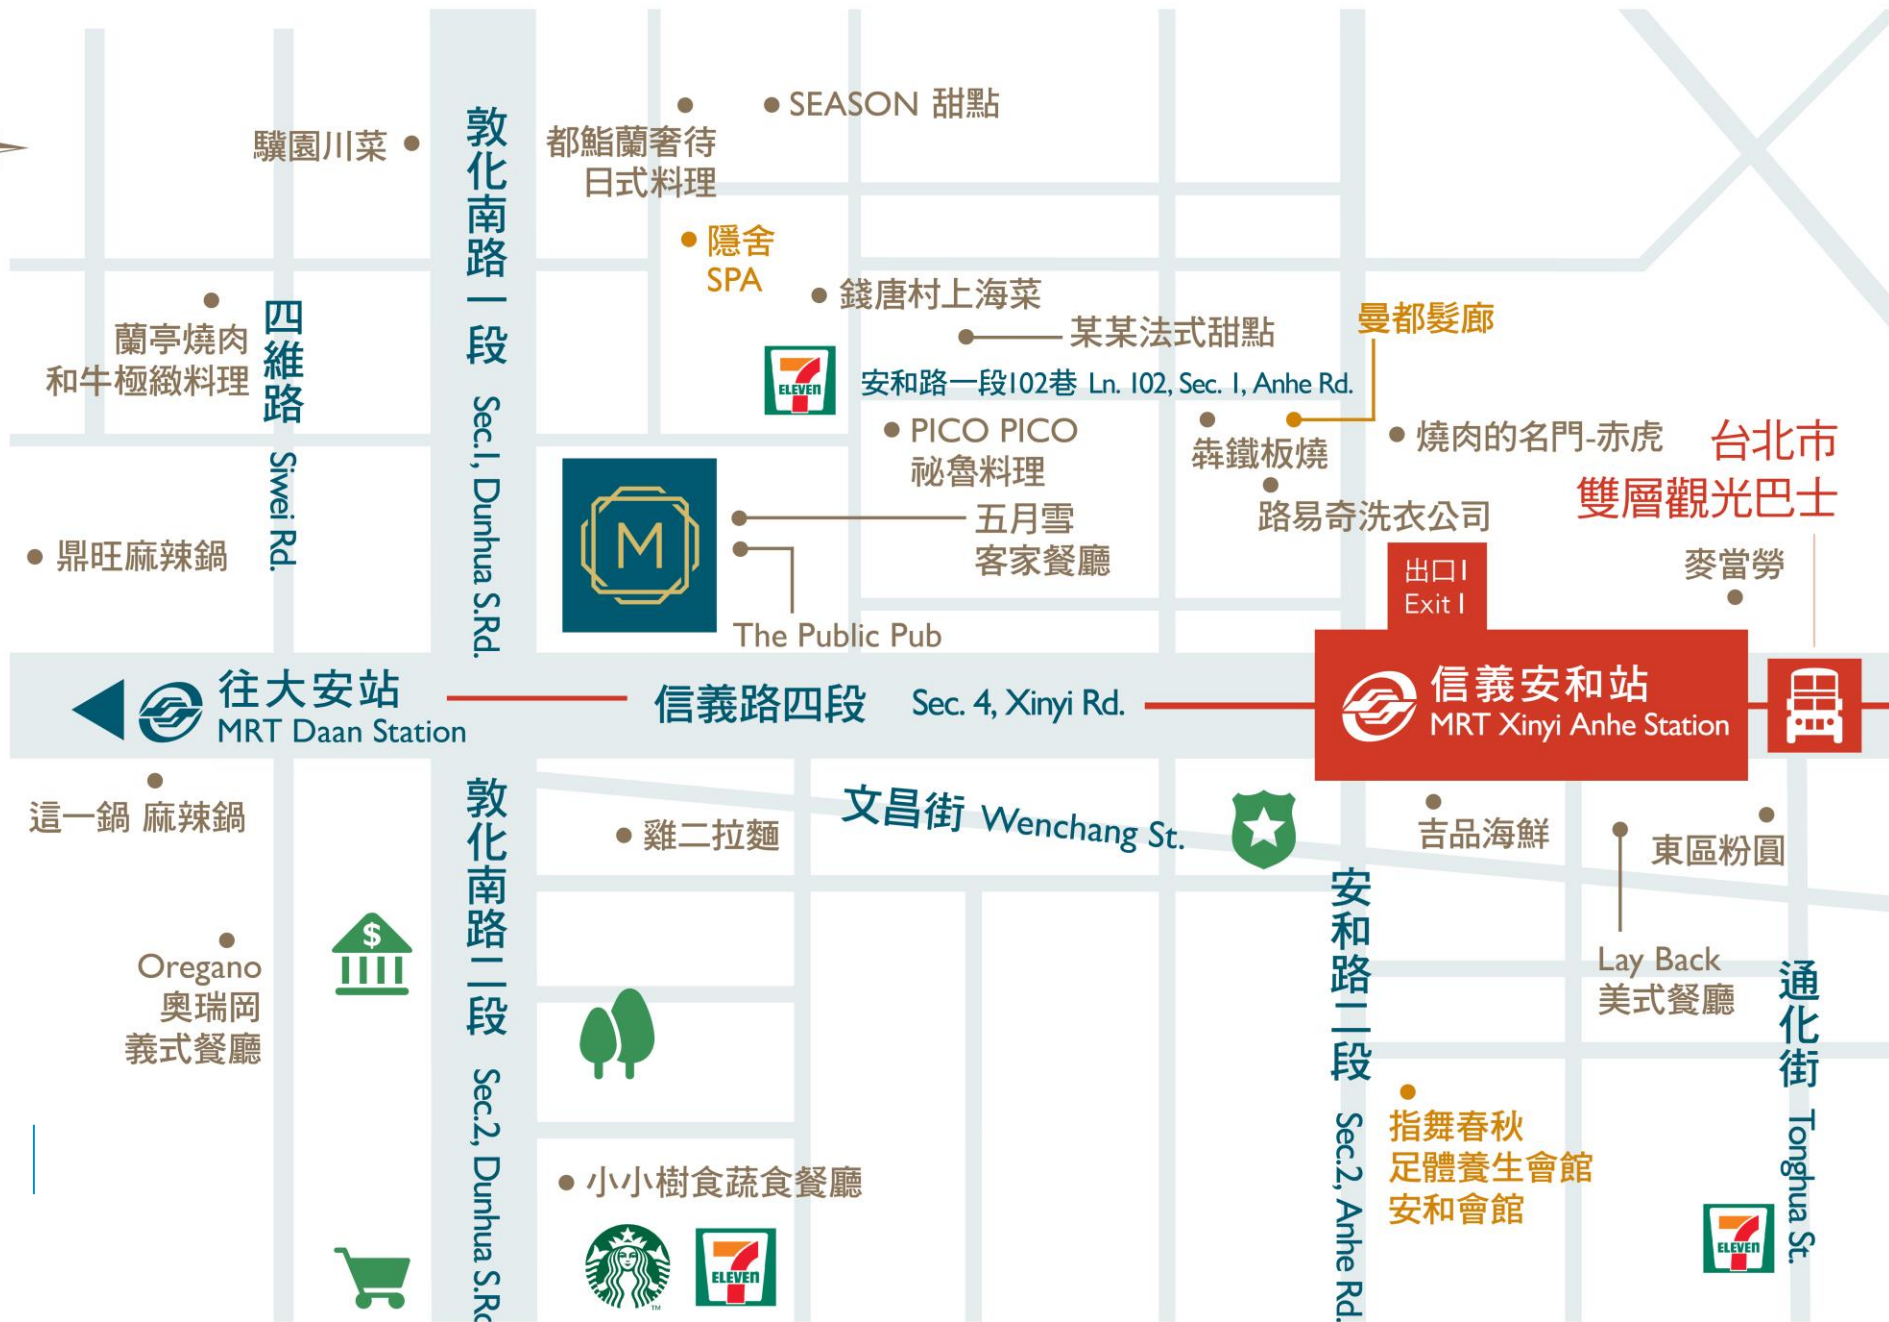 SEASON 甜點
驥園川菜
都鮨蘭奢待
日式料理
敦化南路一段 Sec.1, Dunhua S.Rd.
隱舍
SPA
錢唐村上海菜
某某法式甜點
曼都髮廊
蘭亭燒肉
和牛極緻料理
四維路 Siwei Rd.
7 ELEVEn
安和路一段102巷 Ln. 102, Sec. 1, Anhe Rd.
PICO PICO
祕魯料理
犇鐵板燒
燒肉的名門-赤虎
台北市
雙層觀光巴士
路易奇洗衣公司
M
五月雪
客家餐廳
鼎旺麻辣鍋
出口1
Exit 1
麥當勞
The Public Pub
往大安站
MRT Daan Station
信義路四段 Sec. 4, Xinyi Rd.
信義安和站
MRT Xinyi Anhe Station
這一鍋 麻辣鍋
敦化南路二段 Sec.2, Dunhua S.Rd
雞二拉麵
文昌街 Wenchang St.
吉品海鮮
東區粉圓
安和路二段 Sec.2, Anhe Rd.
$
Oregano
奧瑞岡
義式餐廳
Lay Back
美式餐廳
通化街 Tonghua St.
指舞春秋
足體養生會館
安和會館
小小樹食蔬食餐廳
7 ELEVEn
7 ELEVEn